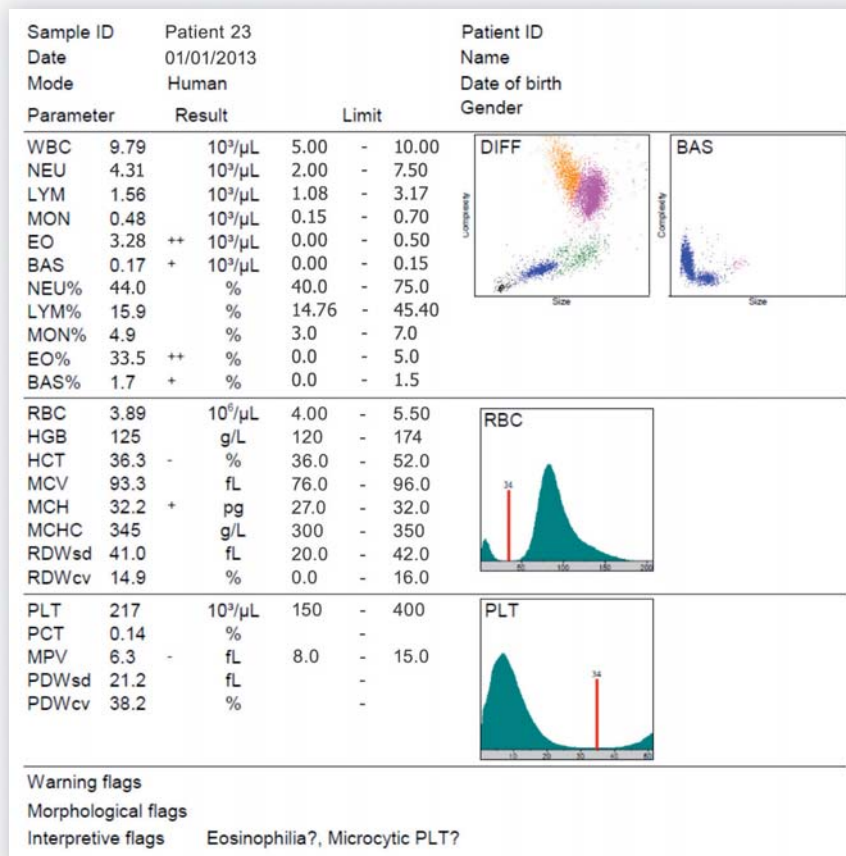 Sample ID Patient 23 Patient ID
Date 01/01/2013 Name
Mode Human Date of birth
Gender
Parameter Result Limit
WBC 9.79 10³/µL 5.00 - 10.00
NEU 4.31 10³/µL 2.00 - 7.50
LYM 1.56 10³/µL 1.08 - 3.17
MON 0.48 10³/µL 0.15 - 0.70
EO 3.28 ++ 10³/µL 0.00 - 0.50
BAS 0.17 + 10³/µL 0.00 - 0.15
NEU% 44.0 % 40.0 - 75.0
LYM% 15.9 % 14.76 - 45.40
MON% 4.9 % 3.0 - 7.0
EO% 33.5 ++ % 0.0 - 5.0
BAS% 1.7 + % 0.0 - 1.5
DIFF
Complexity
Size
BAS
Complexity
Size
RBC 3.89 10⁶/µL 4.00 - 5.50
HGB 125 g/L 120 - 174
HCT 36.3 - % 36.0 - 52.0
MCV 93.3 fL 76.0 - 96.0
MCH 32.2 + pg 27.0 - 32.0
MCHC 345 g/L 300 - 350
RDWsd 41.0 fL 20.0 - 42.0
RDWcv 14.9 % 0.0 - 16.0
RBC
34
50 100 150 200
PLT 217 10³/µL 150 - 400
PCT 0.14 % -
MPV 6.3 - fL 8.0 - 15.0
PDWsd 21.2 fL -
PDWcv 38.2 % -
PLT
34
10 20 30 40 50
Warning flags
Morphological flags
Interpretive flags Eosinophilia?, Microcytic PLT?